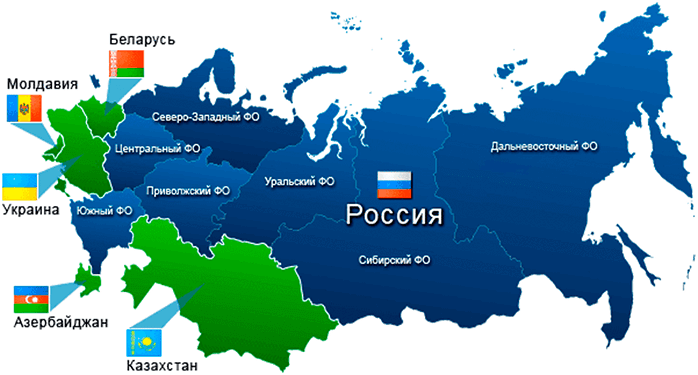 Беларусь
Молдавия
Северо-Западный ФО
Центральный ФО
Дальневосточный ФО
Уральский ФО
Приволжский ФО
Украина
Южный ФО
Россия
Сибирский ФО
Азербайджан
Казахстан